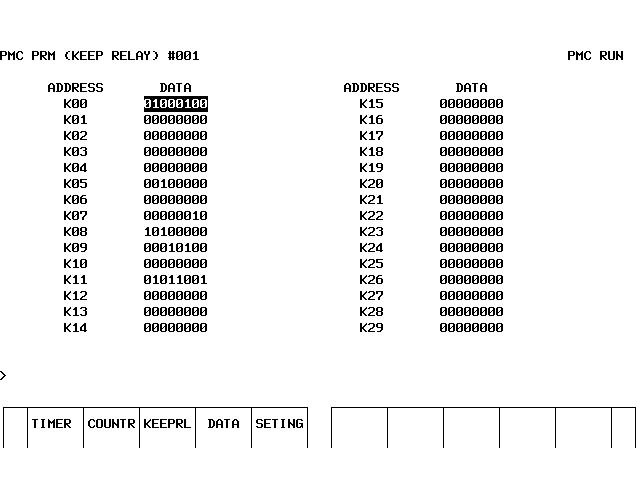 PMC PRM (KEEP RELAY) #001 PMC RUN
ADDRESS DATA ADDRESS DATA
K00 01000100 K15 00000000
K01 00000000 K16 00000000
K02 00000000 K17 00000000
K03 00000000 K18 00000000
K04 00000000 K19 00000000
K05 00100000 K20 00000000
K06 00000000 K21 00000000
K07 00000010 K22 00000000
K08 10100000 K23 00000000
K09 00010100 K24 00000000
K10 00000000 K25 00000000
K11 01011001 K26 00000000
K12 00000000 K27 00000000
K13 00000000 K28 00000000
K14 00000000 K29 00000000
>
TIMER COUNTR KEEPRL DATA SETING